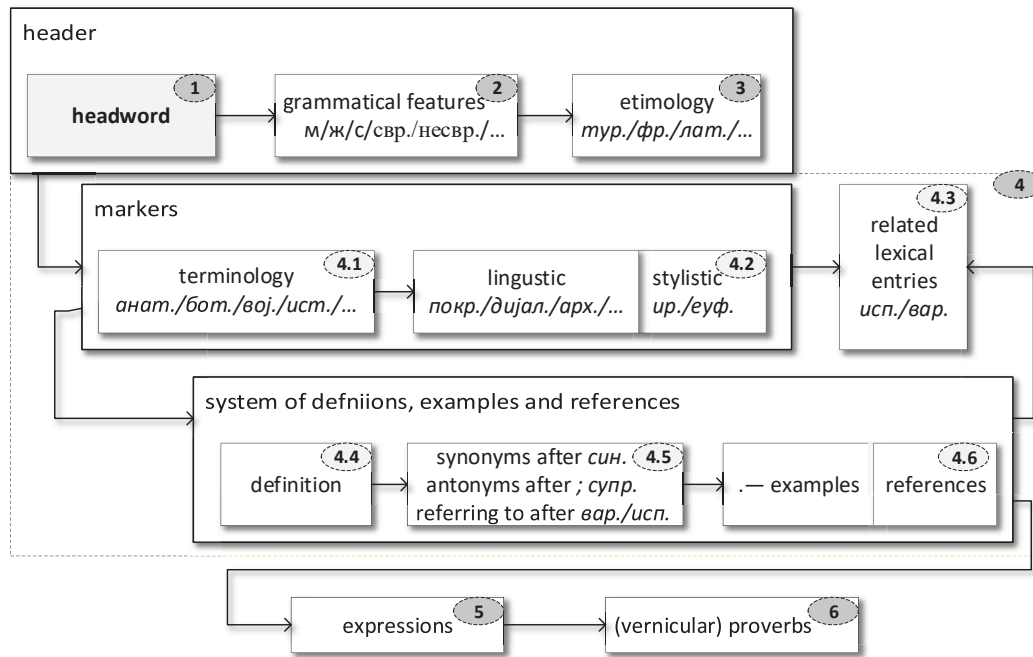 header
1
headword
2
grammatical features
м/ж/с/свр./несвр./...
3
etimology
тур./фр./лат./...
4
markers
4.1
terminology
анат./бот./вој./ист./...
lingustic
покр./дијал./арх./...
4.2
stylistic
ир./еуф.
4.3
related
lexical
entries
исп./вар.
system of defniions, examples and references
4.4
definition
4.5
synonyms after син.
antonyms after ; супр.
referring to after вар./исп.
.— examples
4.6
references
5
expressions
6
(vernicular) proverbs